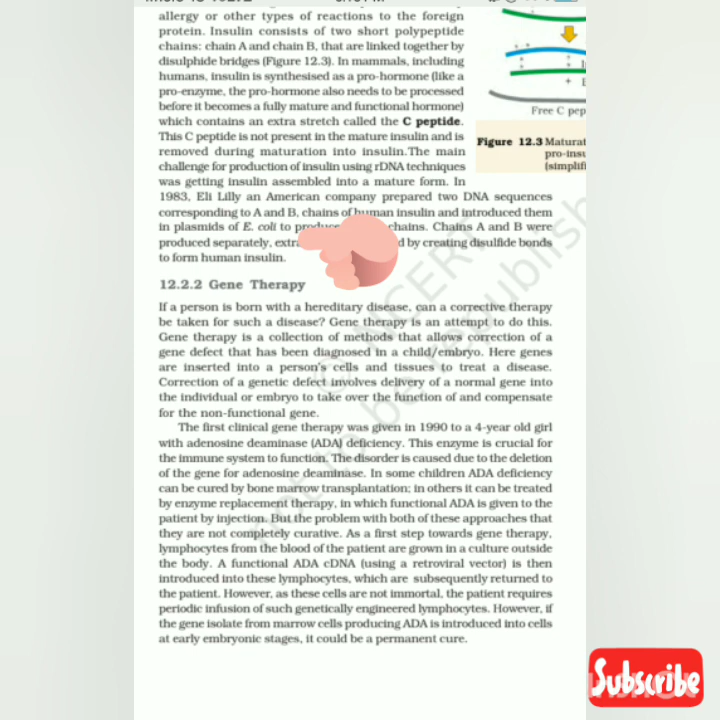 allergy or other types of reactions to the foreign
protein. Insulin consists of two short polypeptide
chains: chain A and chain B, that are linked together by
disulphide bridges (Figure 12.3). In mammals, including
humans, insulin is synthesised as a pro-hormone (like a
pro-enzyme, the pro-hormone also needs to be processed
before it becomes a fully mature and functional hormone)
which contains an extra stretch called the C peptide.
This C peptide is not present in the mature insulin and is
removed during maturation into insulin.The main
challenge for production of insulin using rDNA techniques
was getting insulin assembled into a mature form. In
1983, Eli Lilly an American company prepared two DNA sequences
corresponding to A and B, chains of human insulin and introduced them
in plasmids of E. coli to produce chains. Chains A and B were
produced separately, by creating disulfide bonds
to form human insulin.
Free C pep
Figure 12.3 Maturat
pro-insu
(simplifi
12.2.2 Gene Therapy
If a person is born with a hereditary disease, can a corrective therapy
be taken for such a disease? Gene therapy is an attempt to do this.
Gene therapy is a collection of methods that allows correction of a
gene defect that has been diagnosed in a child/embryo. Here genes
are inserted into a person's cells and tissues to treat a disease.
Correction of a genetic defect involves delivery of a normal gene into
the individual or embryo to take over the function of and compensate
for the non-functional gene.
The first clinical gene therapy was given in 1990 to a 4-year old girl
with adenosine deaminase (ADA) deficiency. This enzyme is crucial for
the immune system to function. The disorder is caused due to the deletion
of the gene for adenosine deaminase. In some children ADA deficiency
can be cured by bone marrow transplantation; in others it can be treated
by enzyme replacement therapy, in which functional ADA is given to the
patient by injection. But the problem with both of these approaches that
they are not completely curative. As a first step towards gene therapy,
lymphocytes from the blood of the patient are grown in a culture outside
the body. A functional ADA cDNA (using a retroviral vector) is then
introduced into these lymphocytes, which are subsequently returned to
the patient. However, as these cells are not immortal, the patient requires
periodic infusion of such genetically engineered lymphocytes. However, if
the gene isolate from marrow cells producing ADA is introduced into cells
at early embryonic stages, it could be a permanent cure.
© NCERT
not to be republish
Subscribe